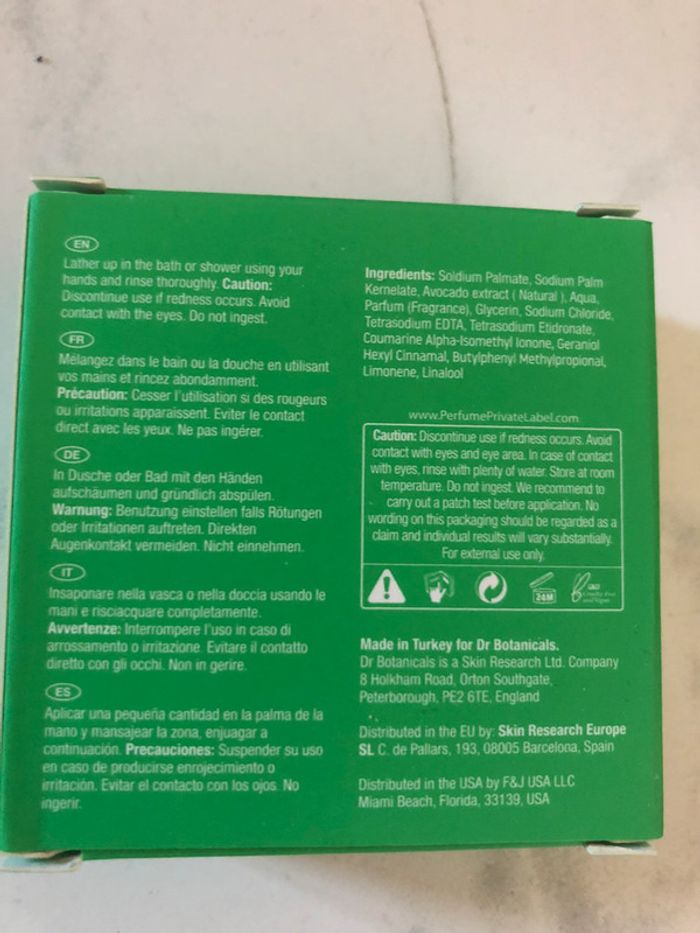 EN
Lather up in the bath or shower using your
hands and rinse thoroughly. Caution:
Discontinue use if redness occurs. Avoid
contact with the eyes. Do not ingest.
FR
Mélangez dans le bain ou la douche en utilisant
vos mains et rincez abondamment.
Précaution: Cesser l'utilisation si des rougeurs
ou irritations apparaissent. Eviter le contact
direct avec les yeux. Ne pas ingérer.
DE
In Dusche oder Bad mit den Händen
aufschäumen und gründlich abspülen.
Warnung: Benutzung einstellen falls Rötungen
oder Irritationen auftreten. Direkten
Augenkontakt vermeiden. Nicht einnehmen.
IT
Insaponare nella vasca o nella doccia usando le
mani e risciacquare completamente.
Avvertenze: Interrompere l'uso in caso di
arrossamento o irritazione. Evitare il contatto
diretto con gli occhi. Non in gerire.
ES
Aplicar una pequeña cantidad en la palma de la
mano y mansajear la zona, enjuagar a
continuación. Precauciones: Suspender su uso
en caso de producirse enrojecimiento o
irritación. Evitar el contacto con los ojos. No
ingerir.
Ingredients: Soldium Palmate, Sodium Palm
Kernelate, Avocado extract ( Natural ), Aqua,
Parfum (Fragrance), Glycerin, Sodium Chloride,
Tetrasodium EDTA, Tetrasodium Etidronate,
Coumarine Alpha-Isomethyl Ionone, Geraniol
Hexyl Cinnamal, Butylphenyl Methylpropional,
Limonene, Linalool
www.PerfumePrivateLabel.com
Caution: Discontinue use if redness occurs. Avoid
contact with eyes and eye area. In case of contact
with eyes, rinse with plenty of water. Store at room
temperature. Do not ingest. We recommend to
carry out a patch test before application. No
wording on this packaging should be regarded as a
claim and individual results will vary substantially.
For external use only.
24M
Cruelty Free
and Vegan
Made in Turkey for Dr Botanicals.
Dr Botanicals is a Skin Research Ltd. Company
8 Holkham Road, Orton Southgate,
Peterborough, PE2 6TE, England
Distributed in the EU by: Skin Research Europe
SL C. de Pallars, 193, 08005 Barcelona, Spain
Distributed in the USA by F&J USA LLC
Miami Beach, Florida, 33139, USA